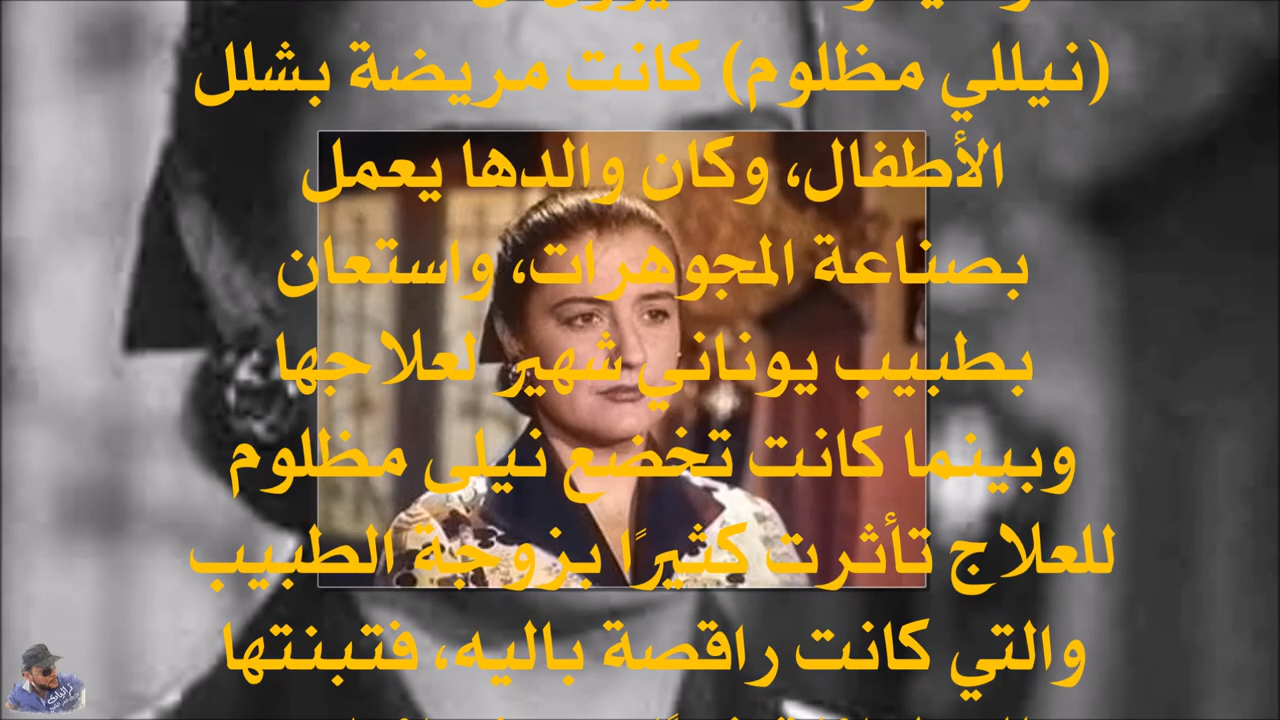 (نيللي مظلوم) كانت مريضة بشلل
الأطفال، وكان والدها يعمل
بصناعة المجوهرات، واستعان
بطبيب يوناني شهير لعلاجها
وبينما كانت تخضع نيلى مظلوم
للعلاج تأثرت كثيرًا بزوجة الطبيب
والتي كانت راقصة باليه، فتبنتها